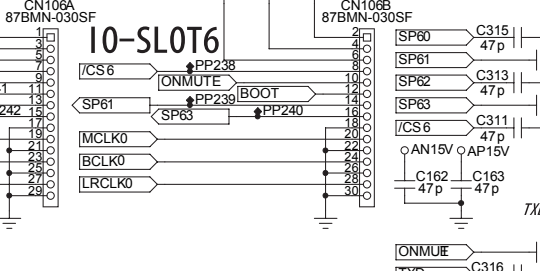 CN106A
87BMN-030SF
CN106B
87BMN-030SF
IO-SLOT6
1
3
5
7
9
11
13
15
17
19
21
23
25
27
29
2
4
6
8
10
12
14
16
18
20
22
24
26
28
30
242
/CS6
PP238
ONMUTE
BOOT
SP61
PP239
SP63
PP240
MCLK0
BCLK0
LRCLK0
SP60
C315
47p
SP61
SP62
C313
47p
SP63
/CS6
C311
47p
AN15V
AP15V
C162
47p
C163
47p
ONMUE
C316